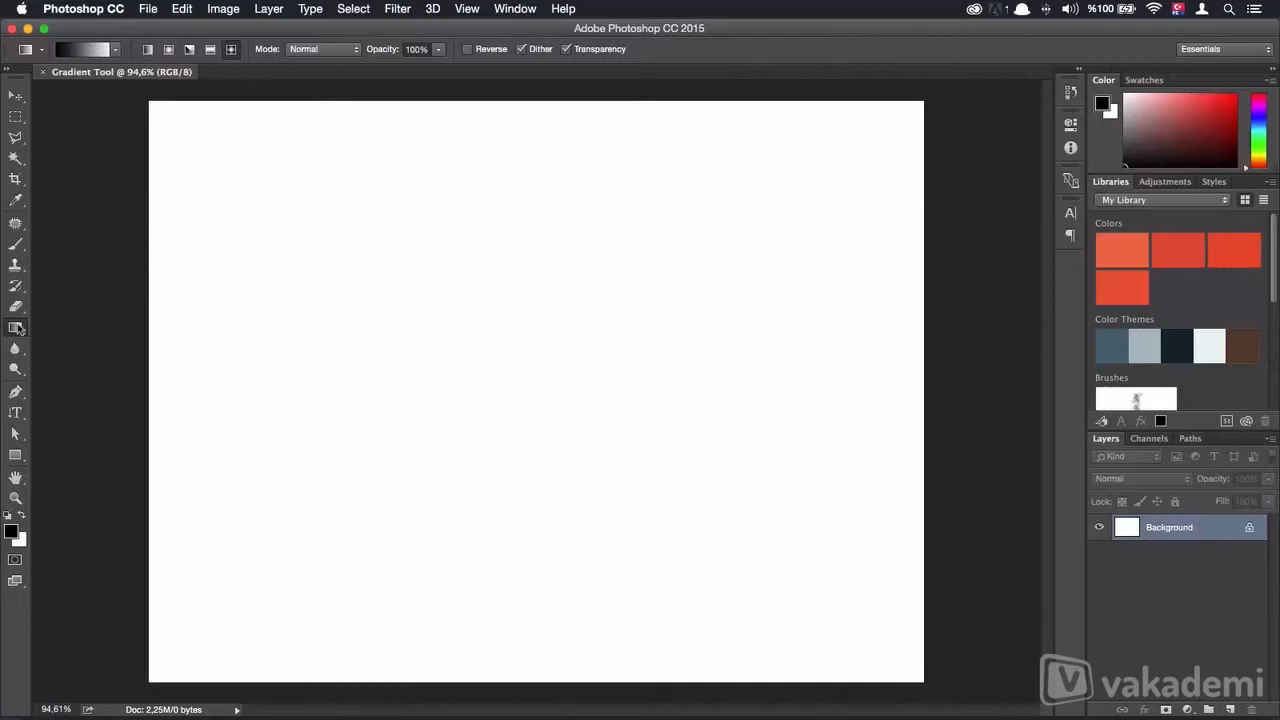 Photoshop CC File Edit Image Layer Type Select Filter 3D View Window Help
1 %100
Adobe Photoshop CC 2015
Mode: Normal Opacity: 100% Reverse Dither Transparency Essentials
× Gradient Tool @ 94,6% (RGB/8)
Color Swatches
Libraries Adjustments Styles
My Library
Colors
Color Themes
Brushes
Layers Channels Paths
Kind
Normal Opacity: 100%
Lock: Fill: 100%
Background
94,61% Doc: 2,25M/0 bytes
vakademi